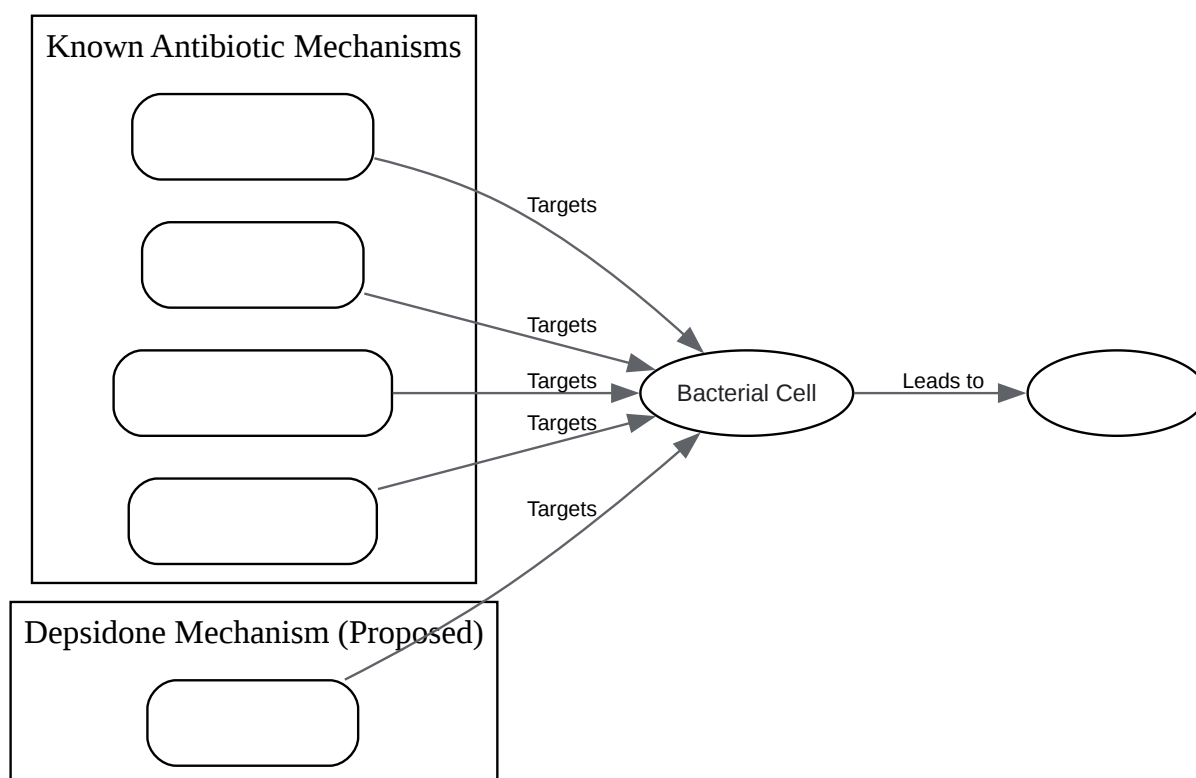 Known Antibiotic Mechanisms
Targets
Targets
Targets
Targets
Targets
Bacterial Cell
Leads to
Depsidone Mechanism (Proposed)